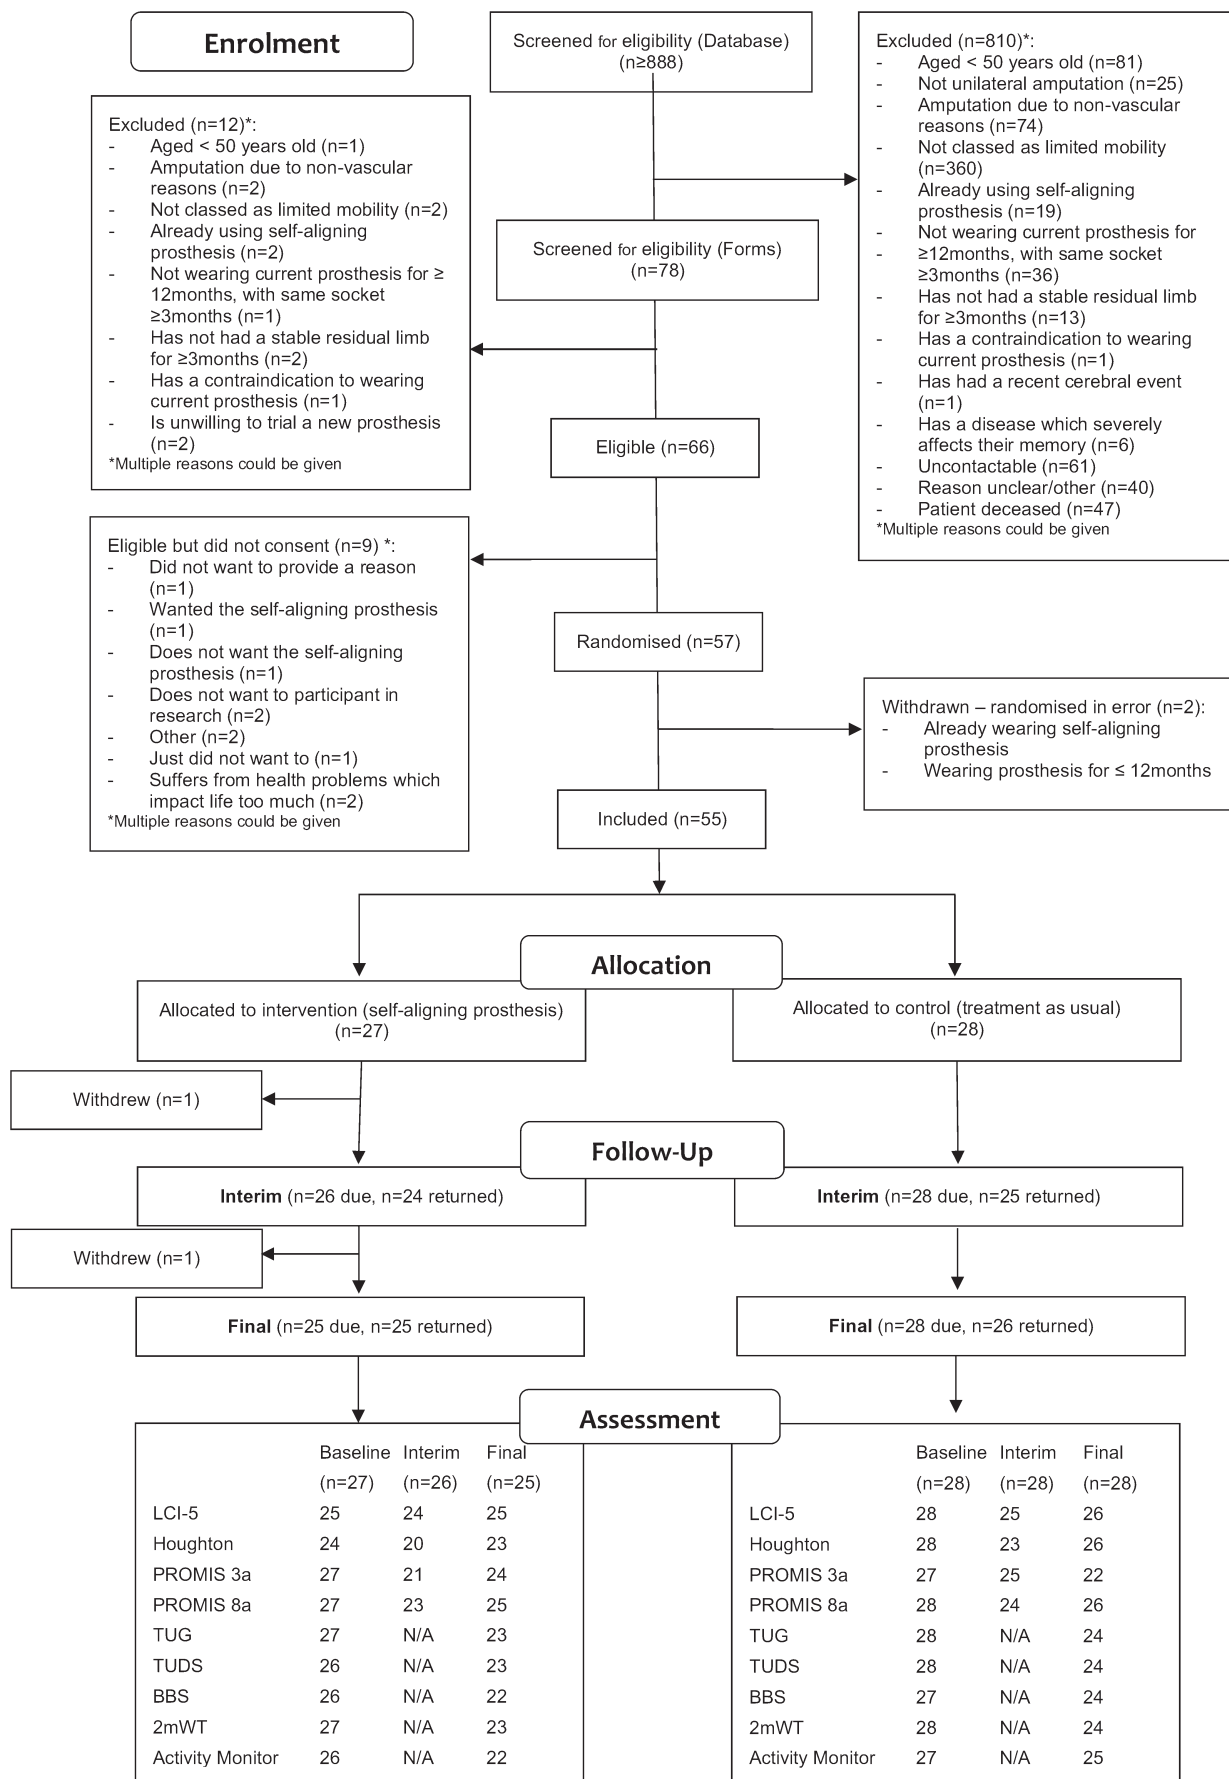 Enrolment
Screened for eligibility (Database)
(n≥888)
Excluded (n=810)*:
- Aged < 50 years old (n=81)
- Not unilateral amputation (n=25)
- Amputation due to non-vascular
reasons (n=74)
- Not classed as limited mobility
(n=360)
- Already using self-aligning
prosthesis (n=19)
- Not wearing current prosthesis for
- ≥12months, with same socket
≥3months (n=36)
- Has not had a stable residual limb
for ≥3months (n=13)
- Has a contraindication to wearing
current prosthesis (n=1)
- Has had a recent cerebral event
(n=1)
- Has a disease which severely
affects their memory (n=6)
- Uncontactable (n=61)
- Reason unclear/other (n=40)
- Patient deceased (n=47)
*Multiple reasons could be given
Excluded (n=12)*:
- Aged < 50 years old (n=1)
- Amputation due to non-vascular
reasons (n=2)
- Not classed as limited mobility (n=2)
- Already using self-aligning
prosthesis (n=2)
- Not wearing current prosthesis for ≥
12months, with same socket
≥3months (n=1)
- Has not had a stable residual limb
for ≥3months (n=2)
- Has a contraindication to wearing
current prosthesis (n=1)
- Is unwilling to trial a new prosthesis
(n=2)
*Multiple reasons could be given
Screened for eligibility (Forms)
(n=78)
Eligible (n=66)
Eligible but did not consent (n=9) *:
- Did not want to provide a reason
(n=1)
- Wanted the self-aligning prosthesis
(n=1)
- Does not want the self-aligning
prosthesis (n=1)
- Does not want to participant in
research (n=2)
- Other (n=2)
- Just did not want to (n=1)
- Suffers from health problems which
impact life too much (n=2)
*Multiple reasons could be given
Randomised (n=57)
Withdrawn – randomised in error (n=2):
- Already wearing self-aligning
prosthesis
- Wearing prosthesis for ≤ 12months
Included (n=55)
Allocation
Allocated to intervention (self-aligning prosthesis)
(n=27)
Allocated to control (treatment as usual)
(n=28)
Withdrew (n=1)
Follow-Up
Interim (n=26 due, n=24 returned)
Interim (n=28 due, n=25 returned)
Withdrew (n=1)
Final (n=25 due, n=25 returned)
Final (n=28 due, n=26 returned)
Assessment
Baseline Interim Final
(n=27) (n=26) (n=25)
LCI-5 25 24 25
Houghton 24 20 23
PROMIS 3a 27 21 24
PROMIS 8a 27 23 25
TUG 27 N/A 23
TUDS 26 N/A 23
BBS 26 N/A 22
2mWT 27 N/A 23
Activity Monitor 26 N/A 22
Baseline Interim Final
(n=28) (n=28) (n=28)
LCI-5 28 25 26
Houghton 28 23 26
PROMIS 3a 27 25 22
PROMIS 8a 28 24 26
TUG 28 N/A 24
TUDS 28 N/A 24
BBS 27 N/A 24
2mWT 28 N/A 24
Activity Monitor 27 N/A 25